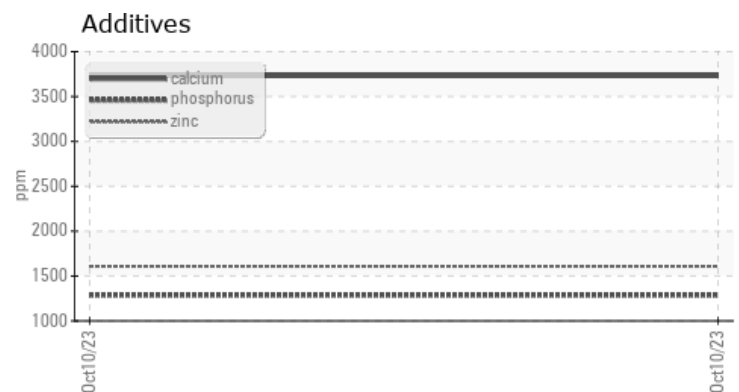 Additives
4000
3500
3000
2500
2000
1500
1000
ppm
calcium
phosphorus
zinc
Oct10/23
Oct10/23